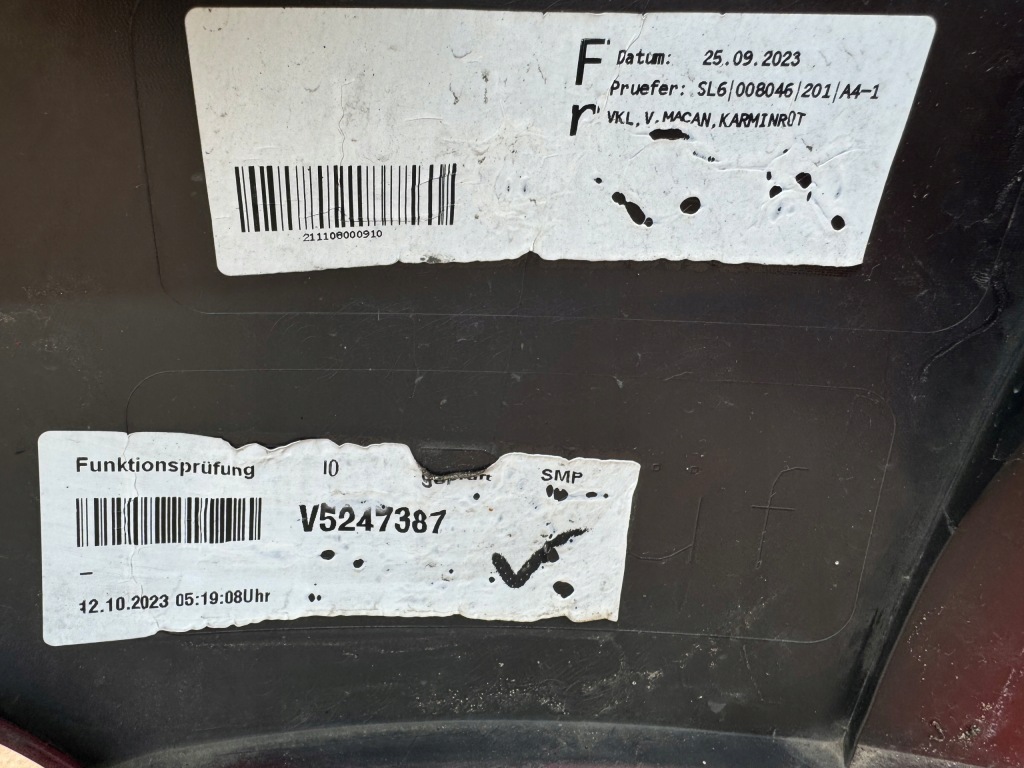 F
r
Datum: 25.09.2023
Pruefer: SL6|008046|201|A4-1
VKL,V.MACAN,KARMINROT
211108000910
Funktionsprüfung IO geprüft SMP
V5247387
12.10.2023 05:19:08Uhr